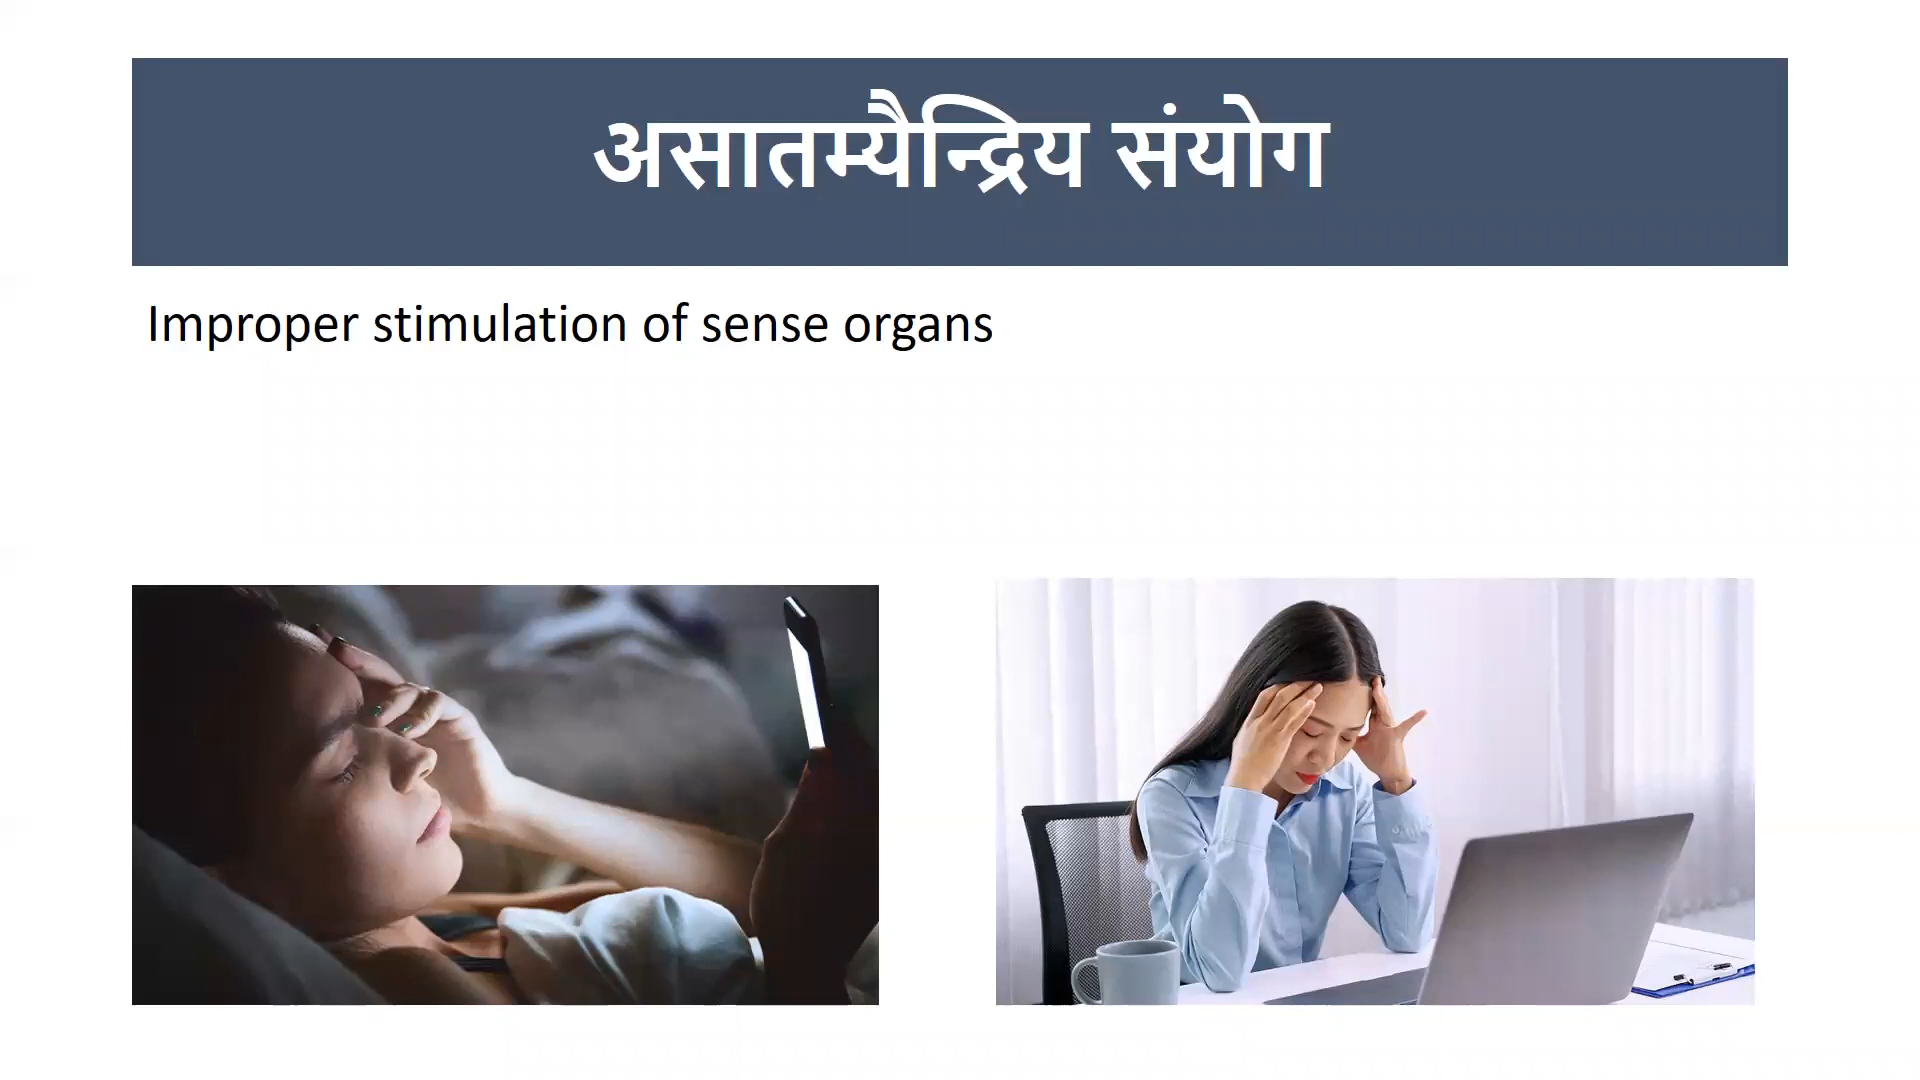 असातम्यैन्द्रिय संयोग
Improper stimulation of sense organs